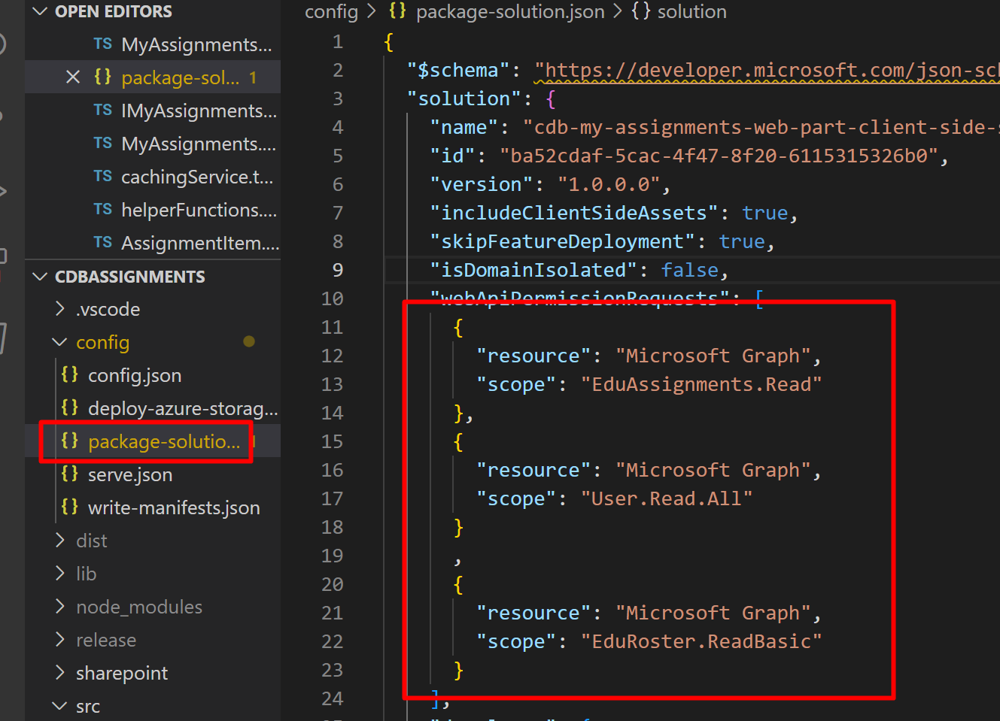 OPEN EDITORS
TS MyAssignments...
{} package-sol... 1
TS IMyAssignments...
TS MyAssignments....
TS cachingService.t...
TS helperFunctions....
TS AssignmentItem....
CDBASSIGNMENTS
.vscode
config
{} config.json
{} deploy-azure-storag...
{} package-solutio... 1
{} serve.json
{} write-manifests.json
dist
lib
node_modules
release
sharepoint
src
config > {} package-solution.json > {} solution
1 {
2 "$schema": "https://developer.microsoft.com/json-sch
3 "solution": {
4 "name": "cdb-my-assignments-web-part-client-side-s
5 "id": "ba52cdaf-5cac-4f47-8f20-6115315326b0",
6 "version": "1.0.0.0",
7 "includeClientSideAssets": true,
8 "skipFeatureDeployment": true,
9 "isDomainIsolated": false,
10 "webApiPermissionRequests": [
11 {
12 "resource": "Microsoft Graph",
13 "scope": "EduAssignments.Read"
14 },
15 {
16 "resource": "Microsoft Graph",
17 "scope": "User.Read.All"
18 }
19 ,
20 {
21 "resource": "Microsoft Graph",
22 "scope": "EduRoster.ReadBasic"
23 }
24 ],